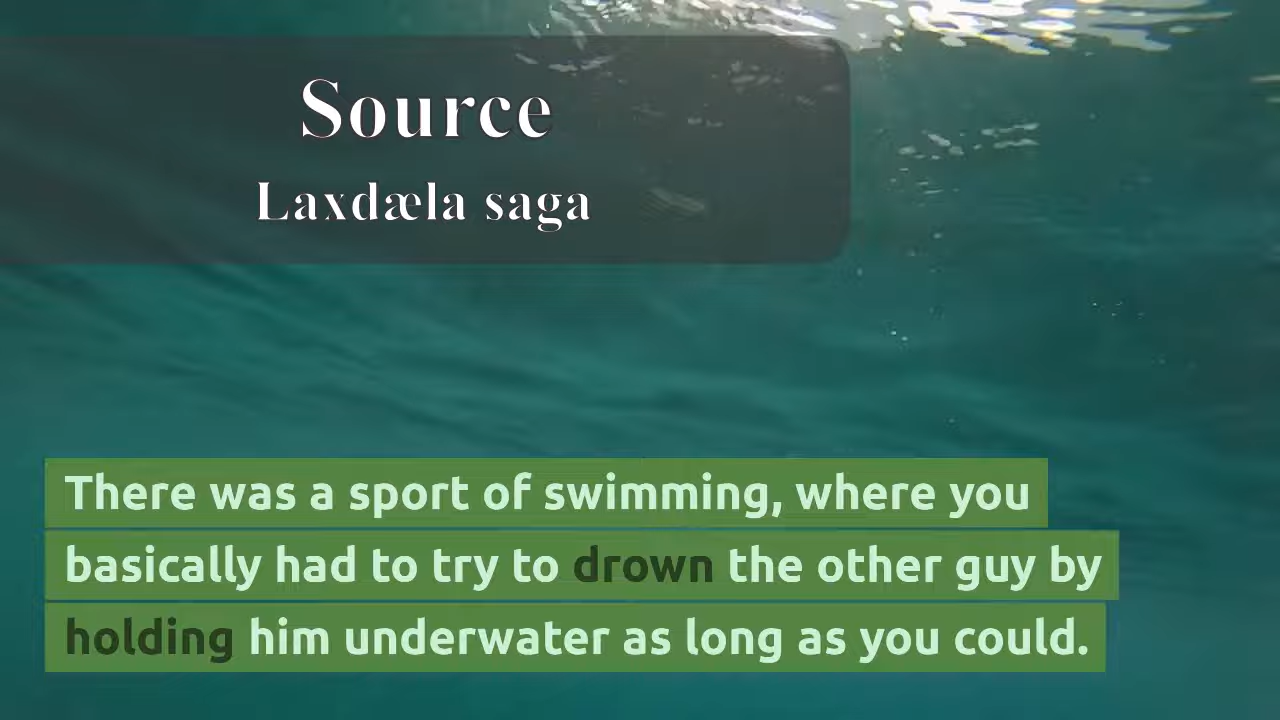 Source
Laxdæla saga
There was a sport of swimming, where you
basically had to try to drown the other guy by
holding him underwater as long as you could.